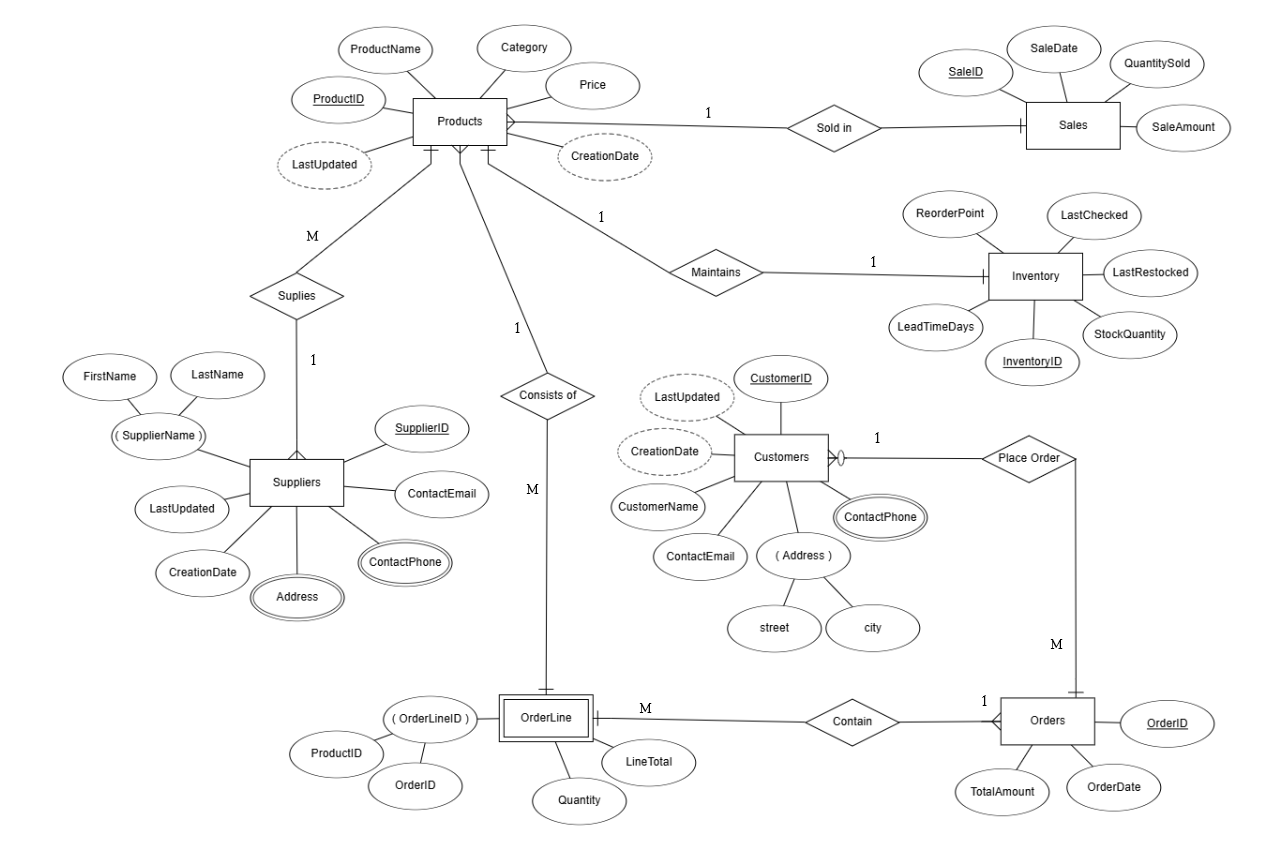 ProductName
Category
ProductID
Price
Products
LastUpdated
CreationDate
1
Sold in
SaleID
SaleDate
QuantitySold
Sales
SaleAmount
M
Suplies
1
1
Maintains
1
ReorderPoint
LastChecked
Inventory
LastRestocked
LeadTimeDays
StockQuantity
InventoryID
FirstName
LastName
( SupplierName )
SupplierID
Suppliers
LastUpdated
ContactEmail
CreationDate
ContactPhone
Address
1
Consists of
M
CustomerID
LastUpdated
CreationDate
Customers
1
Place Order
CustomerName
ContactPhone
ContactEmail
( Address )
street
city
M
( OrderLineID )
OrderLine
M
Contain
1
Orders
OrderID
ProductID
OrderID
Quantity
LineTotal
TotalAmount
OrderDate